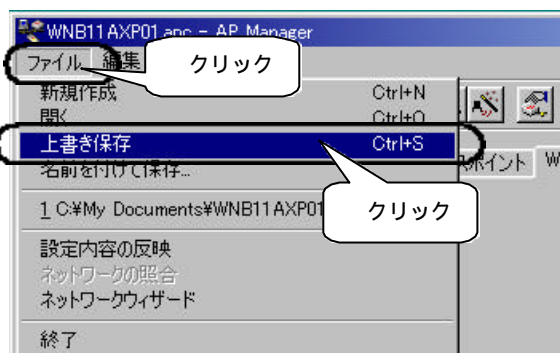 WNB11AXP01.apc - AP Manager
ファイル 編集
クリック
新規作成 Ctrl+N
開く Ctrl+O
上書き保存 Ctrl+S
名前を付けて保存...
ポイント W
1 C:¥My Documents¥WNB11AXP01
クリック
設定内容の反映
ネットワークの照合
ネットワークウィザード
終了